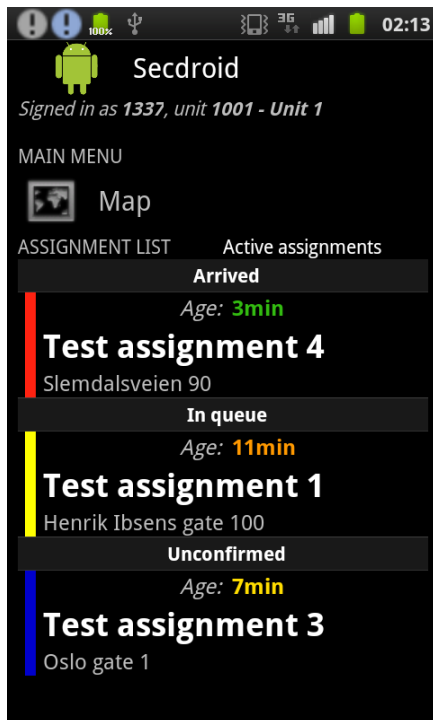 100%
3G
02:13
Secdroid
Signed in as 1337, unit 1001 - Unit 1
MAIN MENU
Map
ASSIGNMENT LIST Active assignments
Arrived
Age: 3min
Test assignment 4
Slemdalsveien 90
In queue
Age: 11min
Test assignment 1
Henrik Ibsens gate 100
Unconfirmed
Age: 7min
Test assignment 3
Oslo gate 1